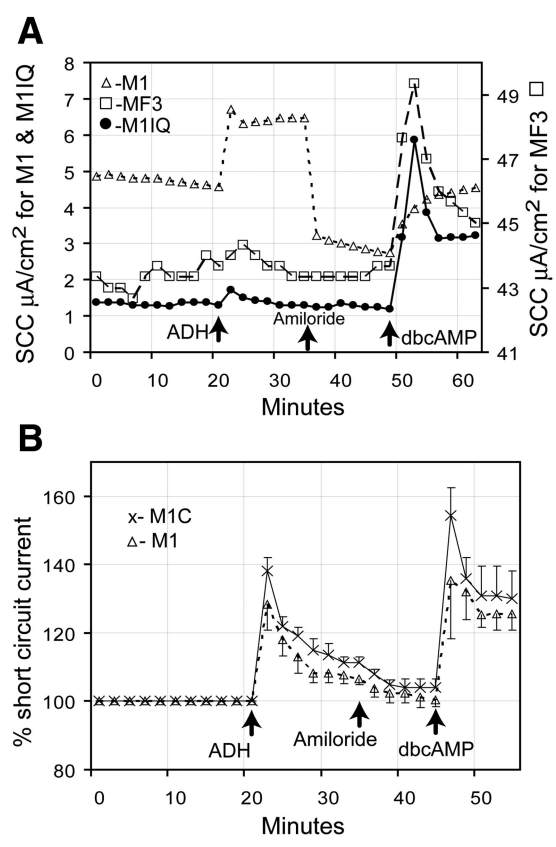 A
SCC µA/cm2 for M1 & M1IQ
8
7
6
5
4
3
2
1
0
△-M1
□-MF3
●-M1IQ
ADH
Amiloride
dbcAMP
49
47
45
43
41
SCC µA/cm2 for MF3 □
0 10 20 30 40 50 60
Minutes
B
% short circuit current
160
140
120
100
80
x- M1C
△- M1
ADH
Amiloride
dbcAMP
0 10 20 30 40 50
Minutes